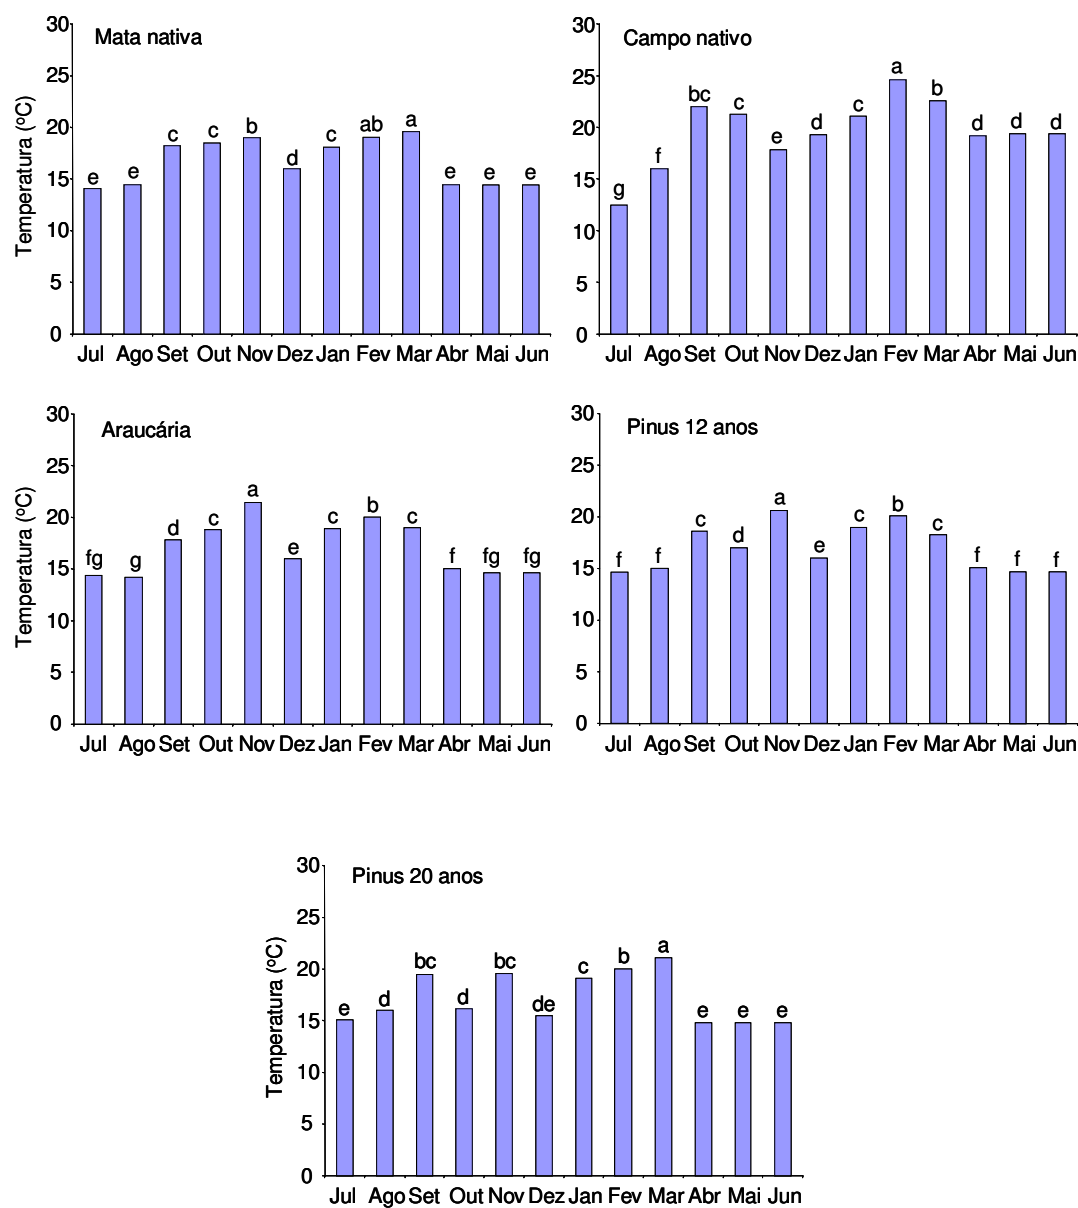 Mata nativa
Temperatura (ºC)
30
25
20
15
10
5
0
e e c c b d c ab a e e e
Jul Ago Set Out Nov Dez Jan Fev Mar Abr Mai Jun
Campo nativo
30
25
20
15
10
5
0
g f bc c e d c a b d d d
Jul Ago Set Out Nov Dez Jan Fev Mar Abr Mai Jun
Araucária
Temperatura (ºC)
30
25
20
15
10
5
0
fg g d c a e c b c f fg fg
Jul Ago Set Out Nov Dez Jan Fev Mar Abr Mai Jun
Pinus 12 anos
30
25
20
15
10
5
0
f f c d a e c b c f f f
Jul Ago Set Out Nov Dez Jan Fev Mar Abr Mai Jun
Pinus 20 anos
Temperatura (ºC)
30
25
20
15
10
5
0
e d bc d bc de c b a e e e
Jul Ago Set Out Nov Dez Jan Fev Mar Abr Mai Jun